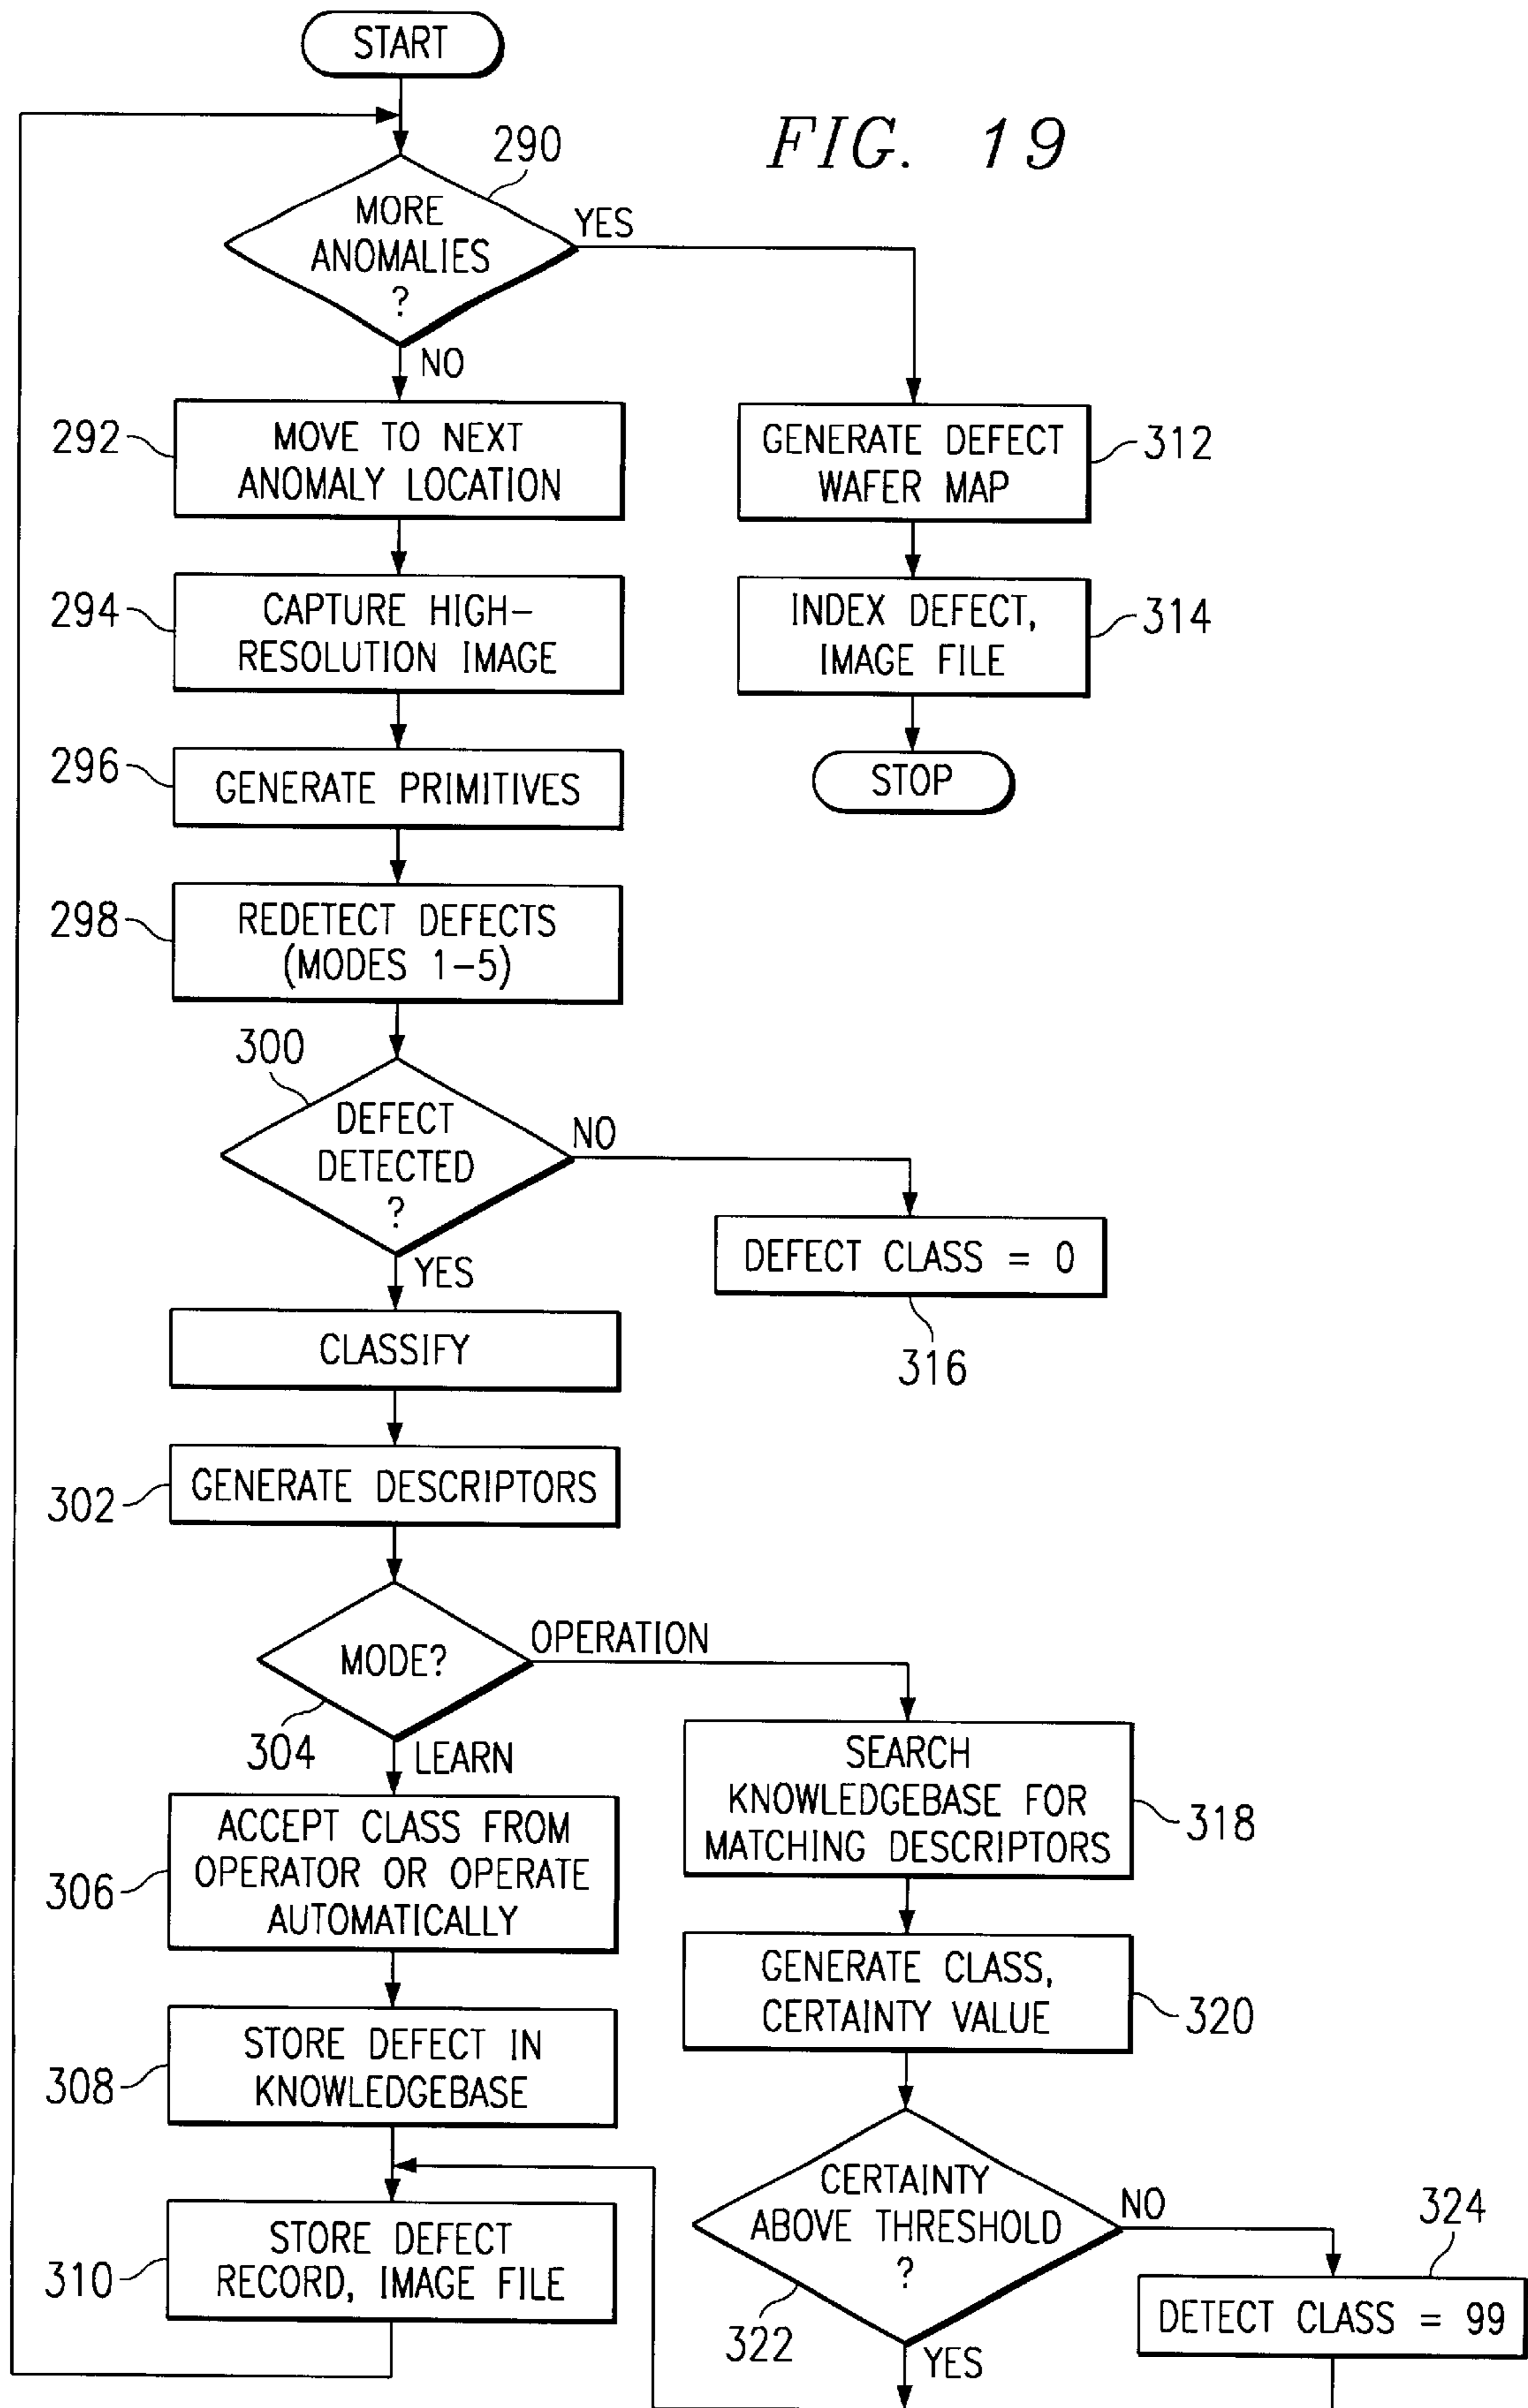 START
FIG. 19
290
MORE
ANOMALIES
?
YES
NO
292
MOVE TO NEXT
ANOMALY LOCATION
GENERATE DEFECT
WAFER MAP
312
294
CAPTURE HIGH-
RESOLUTION IMAGE
INDEX DEFECT,
IMAGE FILE
314
296
GENERATE PRIMITIVES
STOP
298
REDETECT DEFECTS
(MODES 1-5)
300
DEFECT
DETECTED
?
NO
YES
DEFECT CLASS = 0
316
CLASSIFY
302
GENERATE DESCRIPTORS
MODE?
OPERATION
304
LEARN
SEARCH
KNOWLEDGEBASE FOR
MATCHING DESCRIPTORS
318
306
ACCEPT CLASS FROM
OPERATOR OR OPERATE
AUTOMATICALLY
GENERATE CLASS,
CERTAINTY VALUE
320
308
STORE DEFECT IN
KNOWLEDGEBASE
CERTAINTY
ABOVE THRESHOLD
?
NO
322
YES
324
DETECT CLASS = 99
310
STORE DEFECT
RECORD, IMAGE FILE